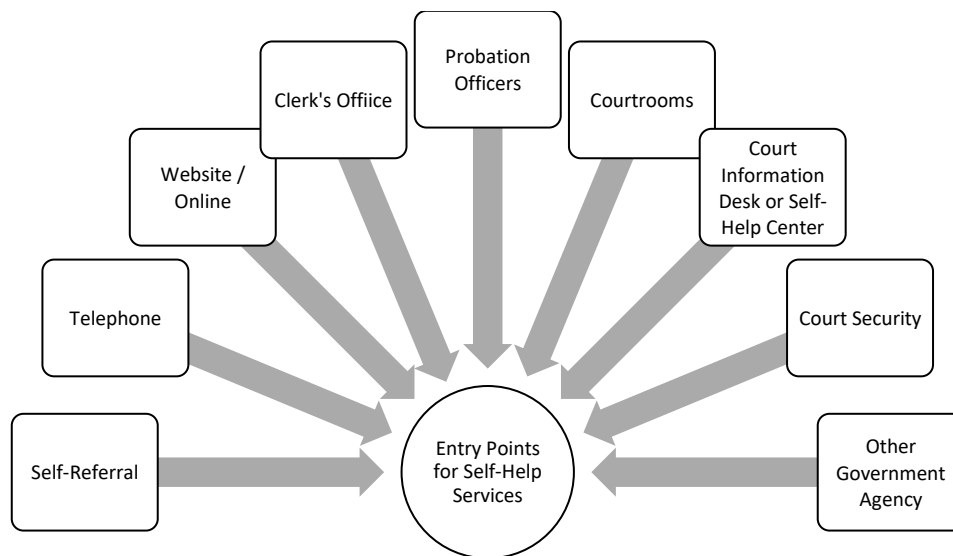 Probation
Officers
Clerk's Offiice
Courtrooms
Website /
Online
Court
Information
Desk or Self-
Help Center
Telephone
Court Security
Self-Referral
Entry Points
for Self-Help
Services
Other
Government
Agency